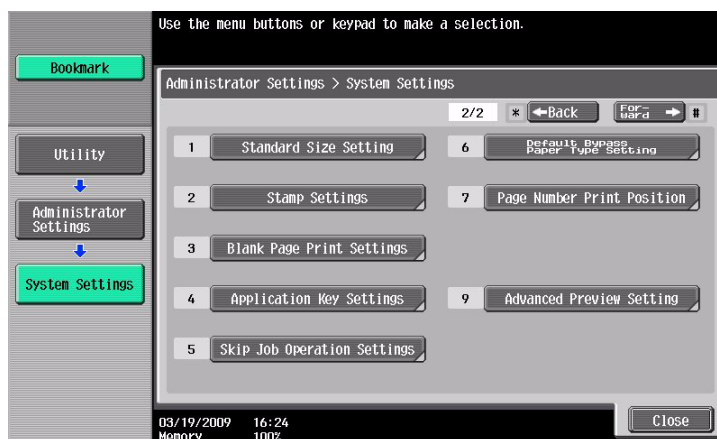 Use the menu buttons or keypad to make a selection.
Bookmark
Administrator Settings > System Settings
2/2 * ←Back For-ward → #
Utility
Administrator
Settings
System Settings
1 Standard Size Setting
2 Stamp Settings
3 Blank Page Print Settings
4 Application Key Settings
5 Skip Job Operation Settings
6 Default Bypass
Paper Type Setting
7 Page Number Print Position
9 Advanced Preview Setting
Close
03/19/2009 16:24
Memory 100%